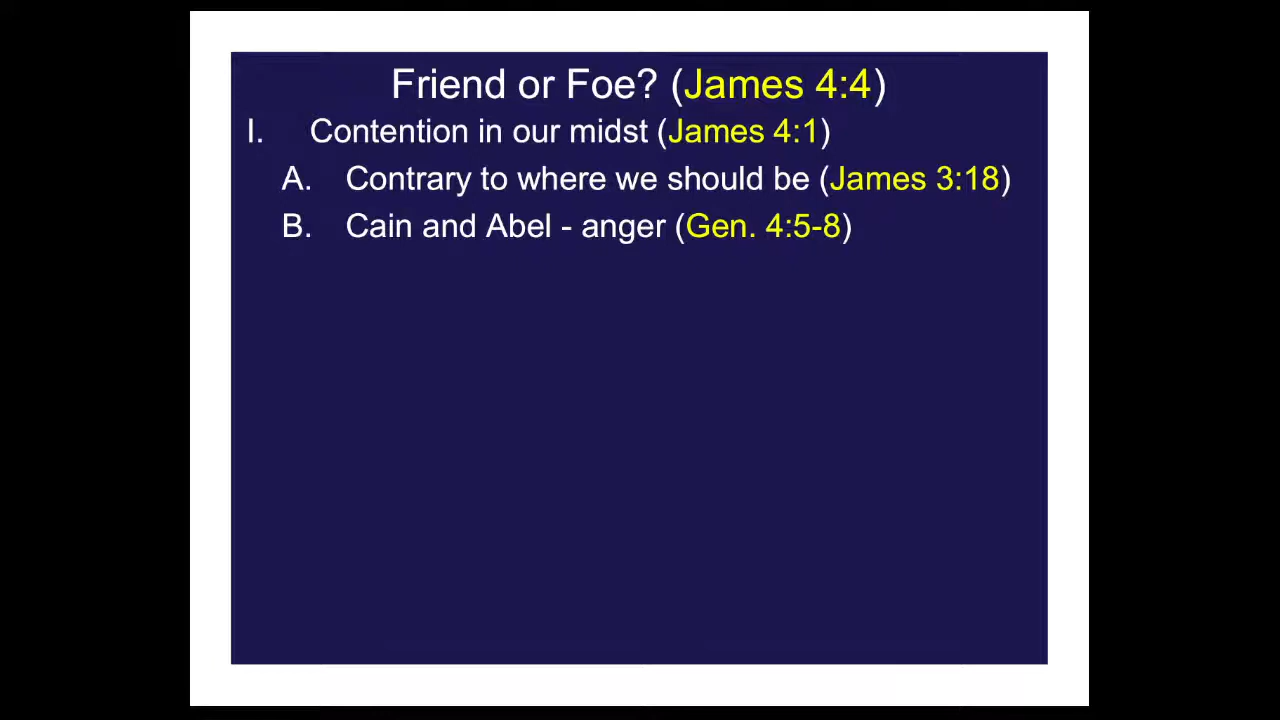 Friend or Foe? (James 4:4)
I. Contention in our midst (James 4:1)
A. Contrary to where we should be (James 3:18)
B. Cain and Abel - anger (Gen. 4:5-8)